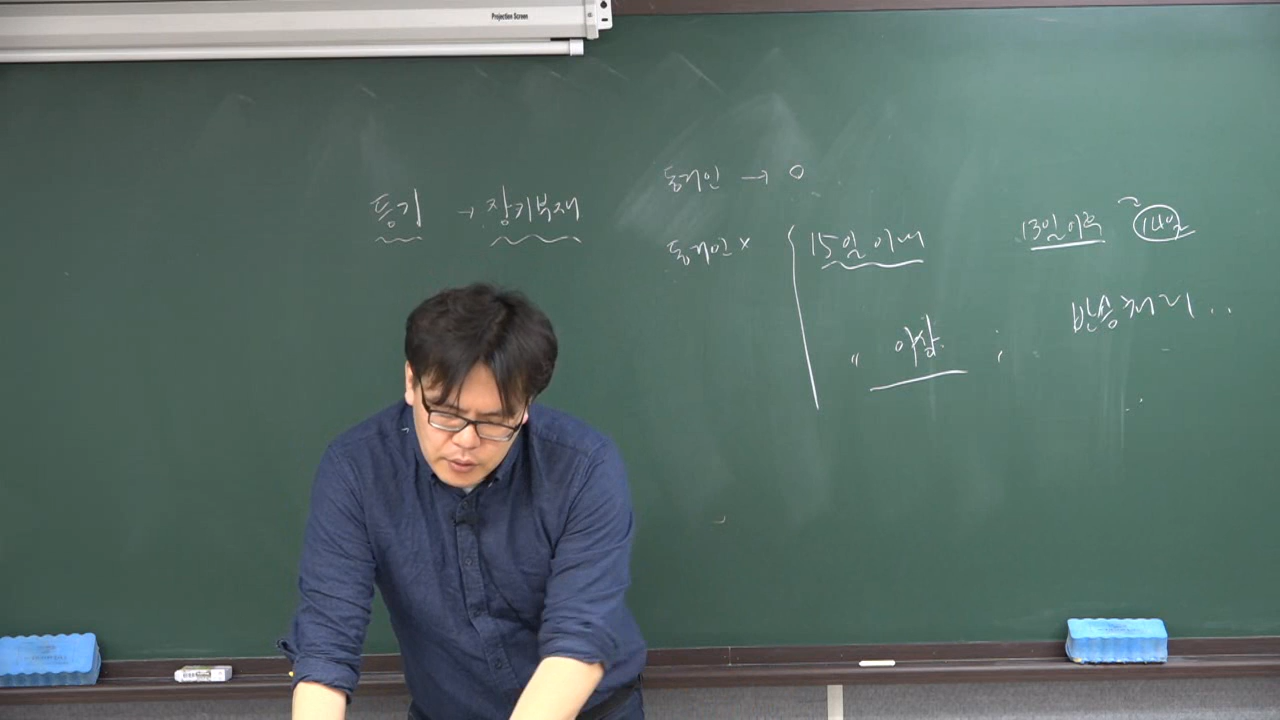 Projection Screen
등기 → 장기부재
동거인 → O
동거인 × 15일 이내
〃 이상 ;
13일 이후 14일
반송처리..